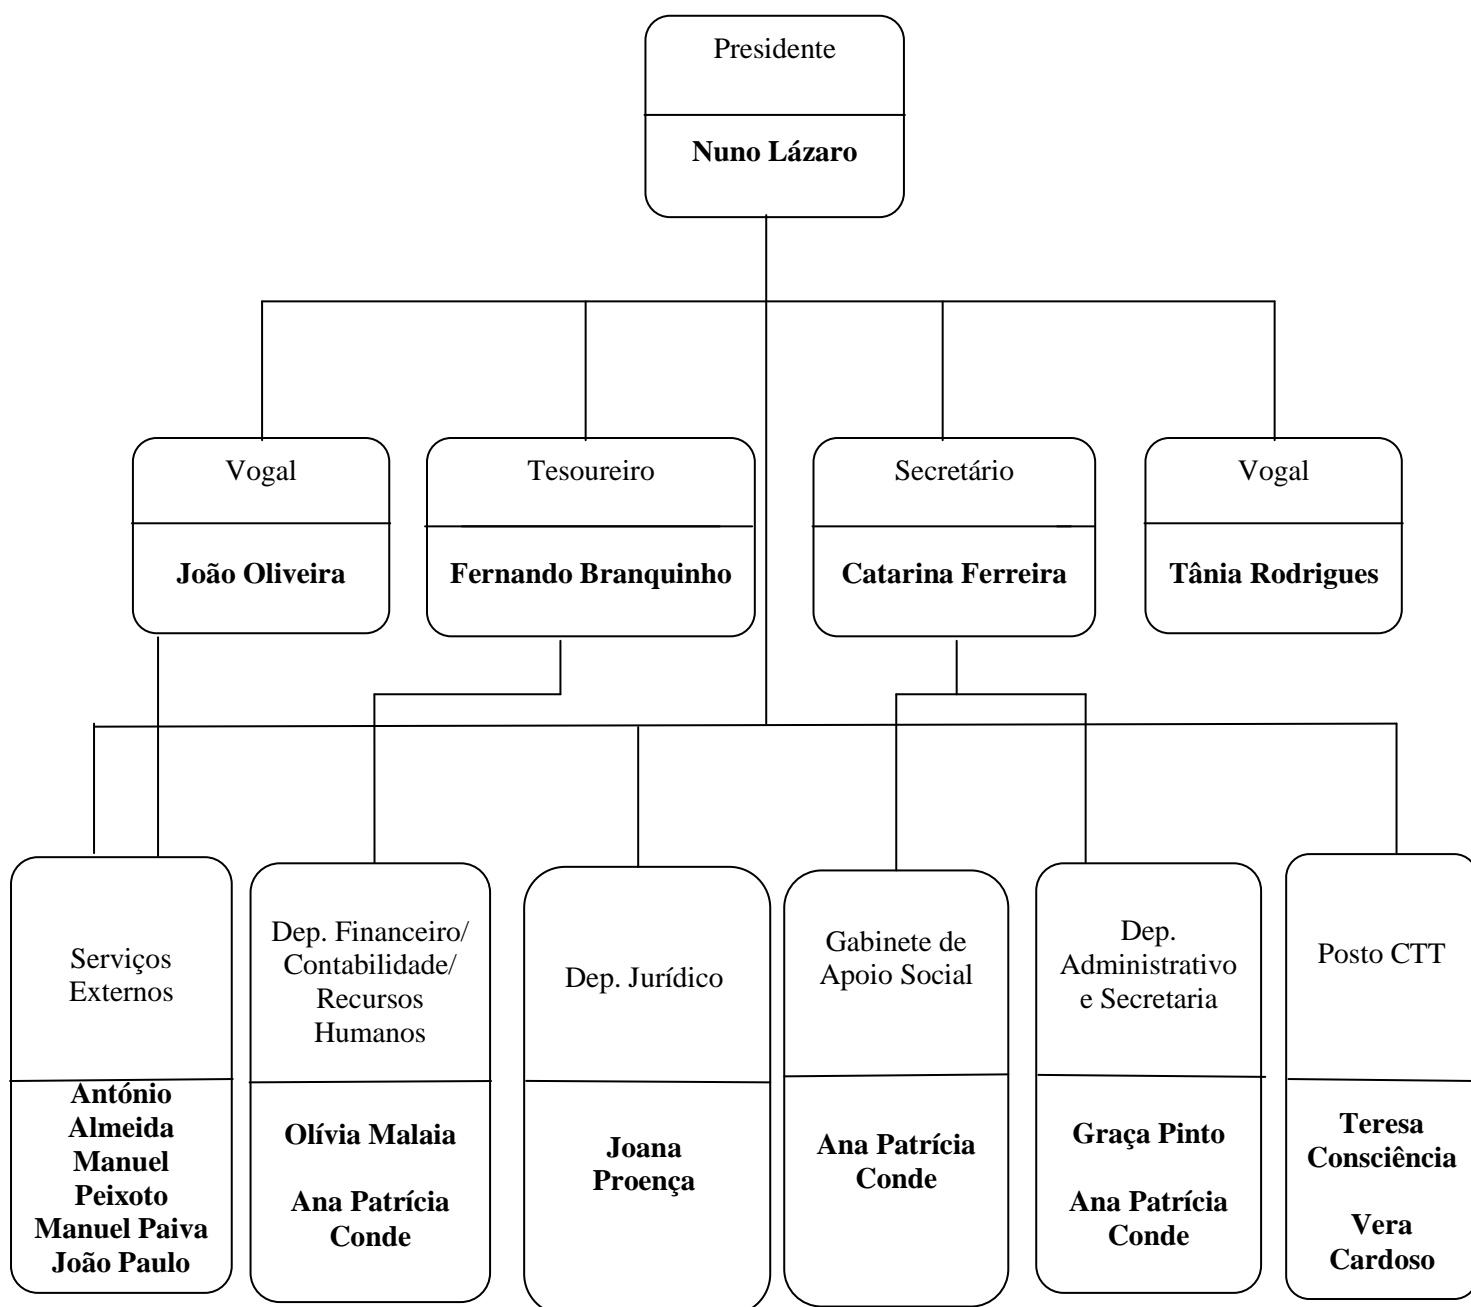 Presidente
Nuno Lázaro
Vogal
João Oliveira
Tesoureiro
Fernando Branquinho
Secretário
Catarina Ferreira
Vogal
Tânia Rodrigues
Serviços
Externos
António
Almeida
Manuel
Peixoto
Manuel Paiva
João Paulo
Dep. Financeiro/
Contabilidade/
Recursos
Humanos
Olívia Malaia
Ana Patrícia
Conde
Dep. Jurídico
Joana
Proença
Gabinete de
Apoio Social
Ana Patrícia
Conde
Dep.
Administrativo
e Secretaria
Graça Pinto
Ana Patrícia
Conde
Posto CTT
Teresa
Consciência
Vera
Cardoso